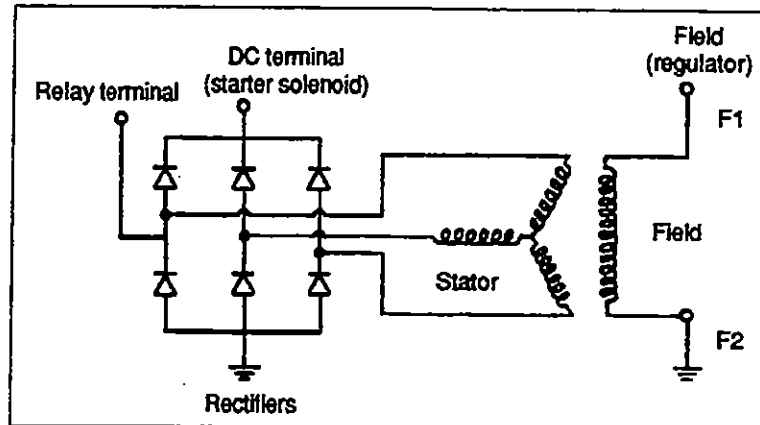 DC terminal
(starter solenoid)
Field
(regulator)
Relay terminal
F1
Field
Stator
F2
Rectifiers